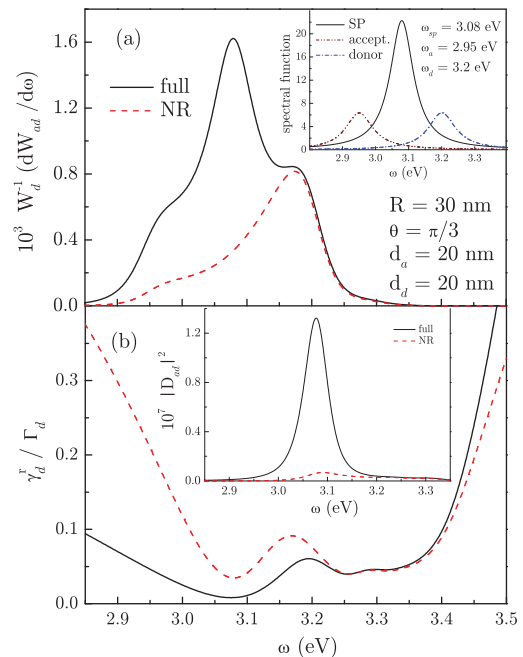 (a)
full
NR
10³ W_d⁻¹ (dW_ad /dω)
1.6
1.2
0.8
0.4
0.0
SP
accept.
donor
ω_sp = 3.08 eV
ω_a = 2.95 eV
ω_d = 3.2 eV
spectral function
20
16
12
8
4
0
2.9 3.0 3.1 3.2 3.3
ω (eV)
R = 30 nm
θ = π/3
d_a = 20 nm
d_d = 20 nm
(b)
γ_d^r / Γ_d
0.3
0.2
0.1
0.0
10⁷ |D_ad|²
1.2
0.8
0.4
0.0
full
NR
2.9 3.0 3.1 3.2 3.3
ω (eV)
2.9 3.0 3.1 3.2 3.3 3.4 3.5
ω (eV)